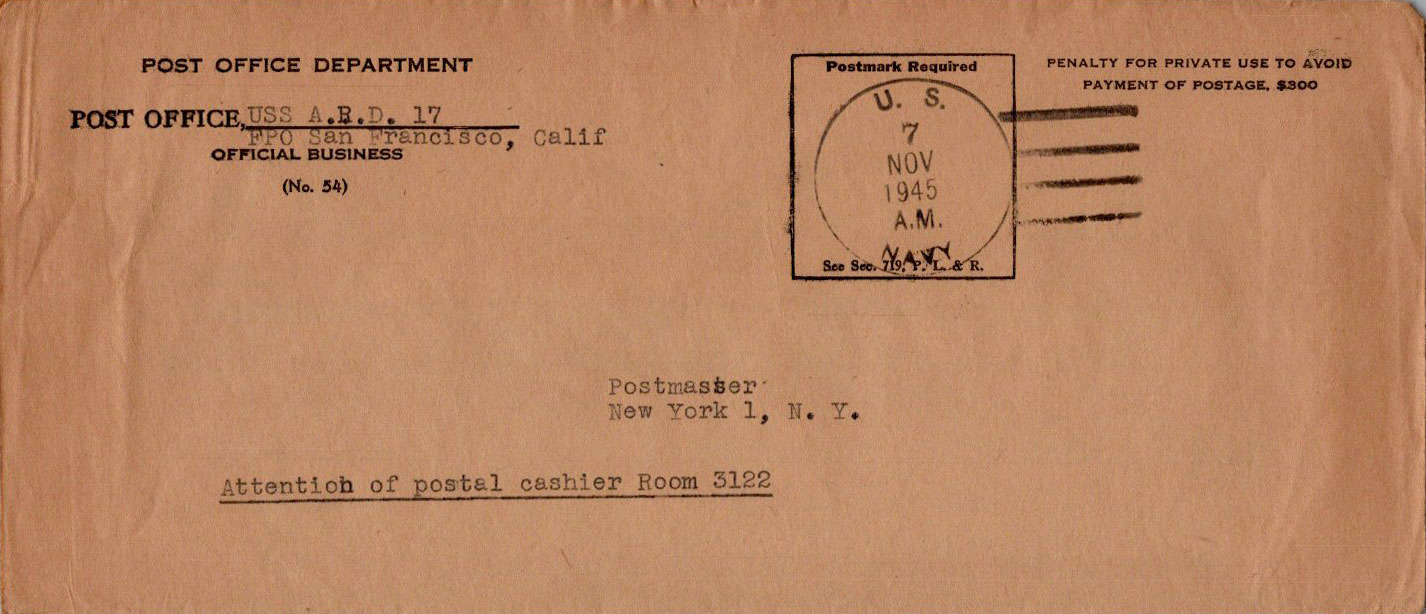 POST OFFICE DEPARTMENT
POST OFFICE, USS A.R.D. 17
FPO San Francisco, Calif
OFFICIAL BUSINESS
(No. 54)
Postmark Required
U. S.
7
NOV
1945
A.M.
NAVY
See Sec. 719, P. L. & R.
PENALTY FOR PRIVATE USE TO AVOID
PAYMENT OF POSTAGE, $300
Postmaster
New York 1, N. Y.
Attention of postal cashier Room 3122